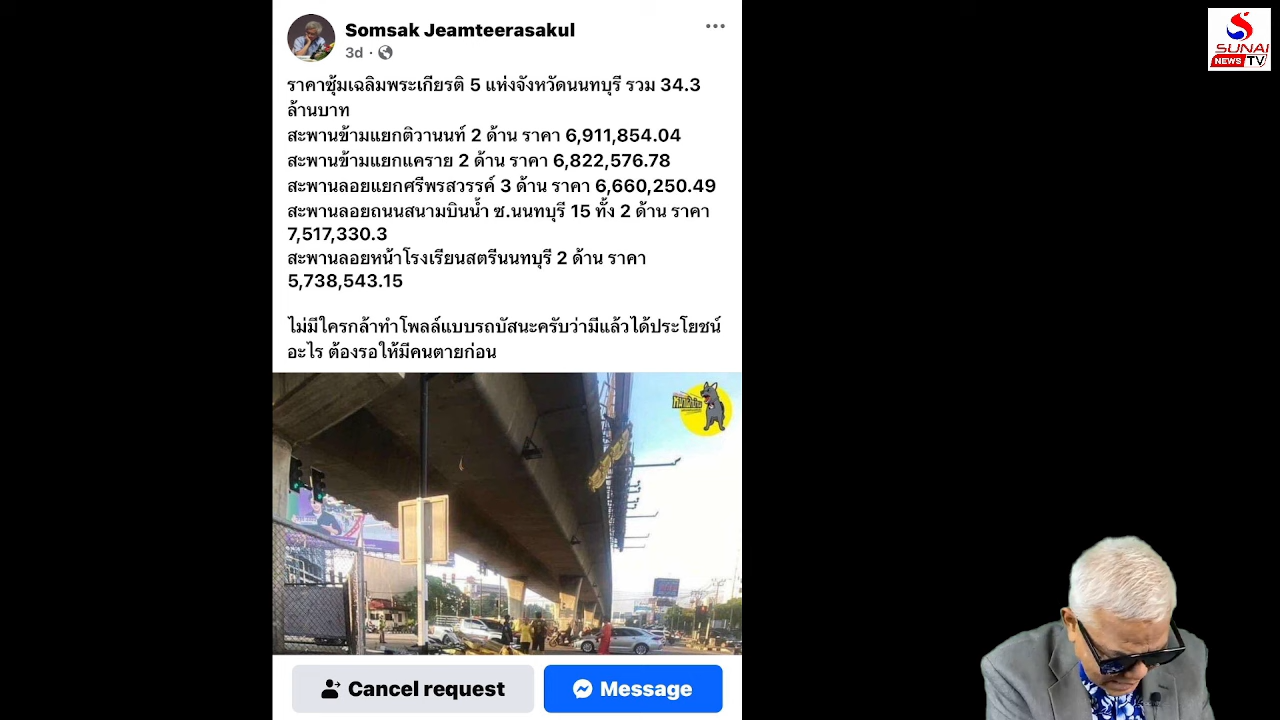 Somsak Jeamteerasakul
3d ·
ราคาซุ้มเฉลิมพระเกียรติ 5 แห่งจังหวัดนนทบุรี รวม 34.3
ล้านบาท
สะพานข้ามแยกติวานนท์ 2 ด้าน ราคา 6,911,854.04
สะพานข้ามแยกแคราย 2 ด้าน ราคา 6,822,576.78
สะพานลอยแยกศรีพรสวรรค์ 3 ด้าน ราคา 6,660,250.49
สะพานลอยถนนสนามบินน้ำ ซ.นนทบุรี 15 ทั้ง 2 ด้าน ราคา
7,517,330.3
สะพานลอยหน้าโรงเรียนสตรีนนทบุรี 2 ด้าน ราคา
5,738,543.15
ไม่มีใครกล้าทำโพลล์แบบรถบัสนะครับว่ามีแล้วได้ประโยชน์
อะไร ต้องรอให้มีคนตายก่อน
Cancel request
Message
SUNAI
NEWS TV